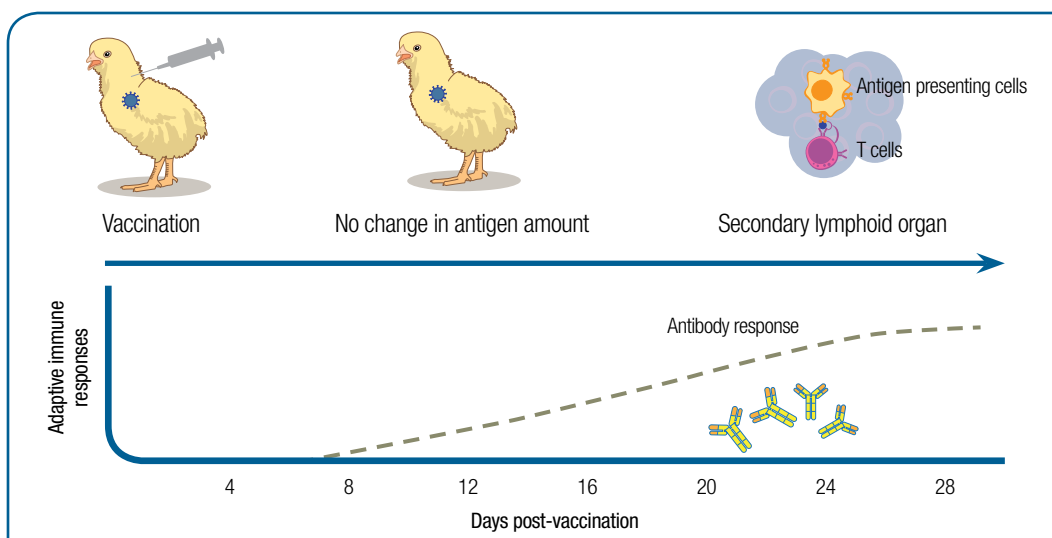 Antigen presenting cells
T cells
Vaccination
No change in antigen amount
Secondary lymphoid organ
Adaptive immune
responses
Antibody response
4 8 12 16 20 24 28
Days post-vaccination